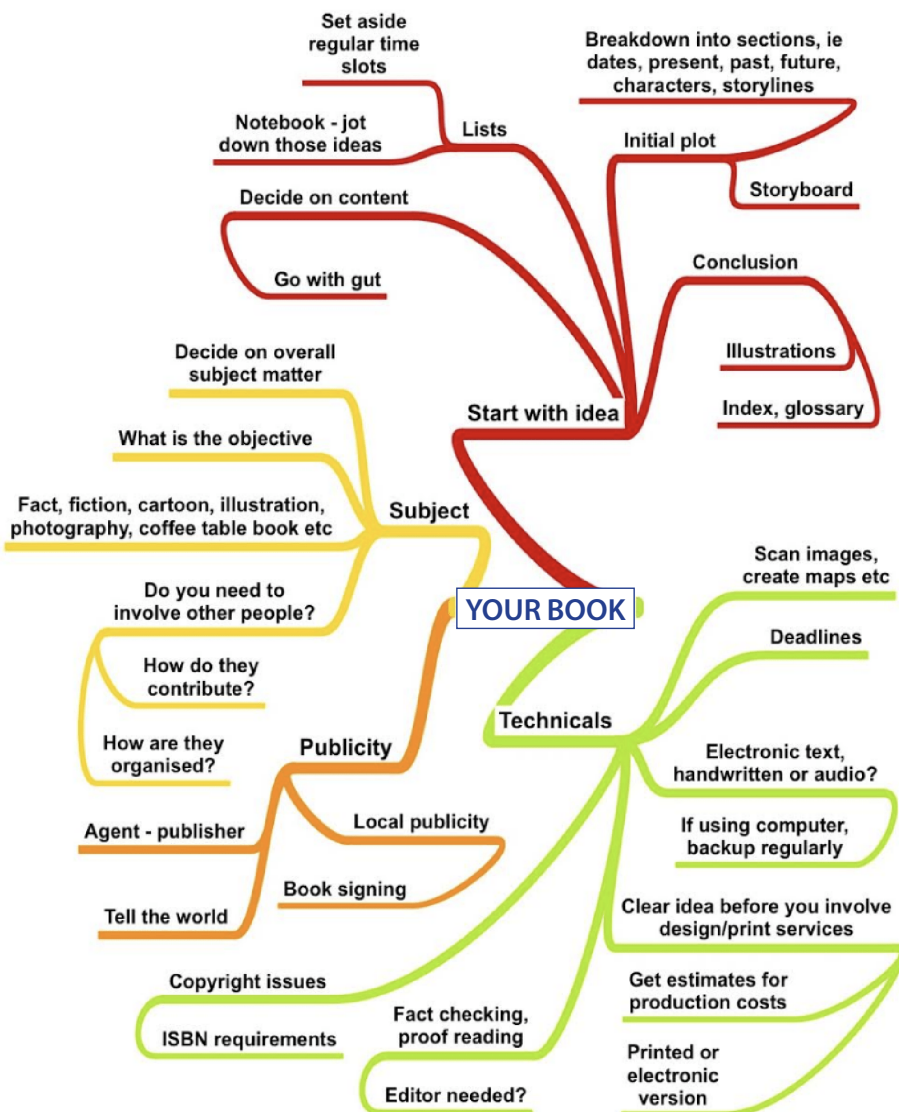 Set aside
regular time
slots
Notebook - jot
down those ideas
Lists
Decide on content
Go with gut
Breakdown into sections, ie
dates, present, past, future,
characters, storylines
Initial plot
Storyboard
Conclusion
Illustrations
Index, glossary
Start with idea
Decide on overall
subject matter
What is the objective
Fact, fiction, cartoon, illustration,
photography, coffee table book etc
Subject
Do you need to
involve other people?
How do they
contribute?
How are they
organised?
YOUR BOOK
Publicity
Agent - publisher
Local publicity
Book signing
Tell the world
Technicals
Scan images,
create maps etc
Deadlines
Electronic text,
handwritten or audio?
If using computer,
backup regularly
Clear idea before you involve
design/print services
Get estimates for
production costs
Printed or
electronic
version
Copyright issues
ISBN requirements
Fact checking,
proof reading
Editor needed?